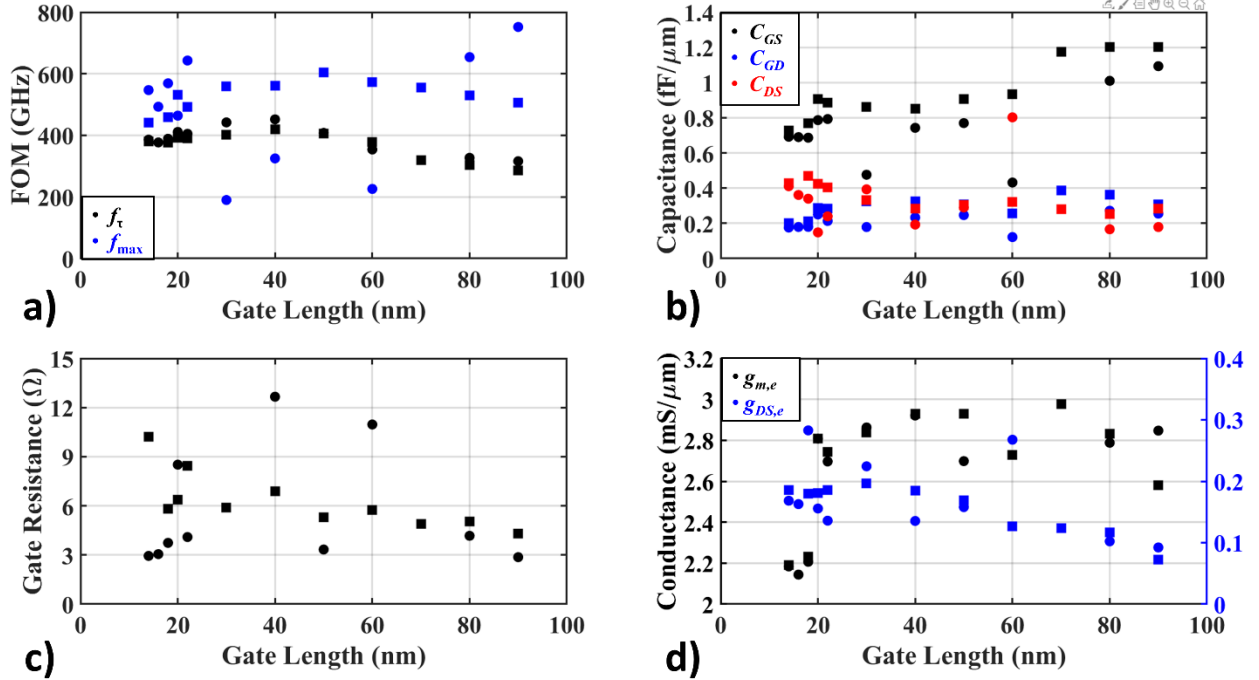 FOM (GHz)
800
600
400
200
0
f_τ
f_max
0 20 40 60 80 100
Gate Length (nm)
a)
Capacitance (fF/μm)
1.4
1.2
1
0.8
0.6
0.4
0.2
0
C_GS
C_GD
C_DS
0 20 40 60 80 100
Gate Length (nm)
b)
Gate Resistance (Ω)
15
12
9
6
3
0
0 20 40 60 80 100
Gate Length (nm)
c)
Conductance (mS/μm)
3.2
3
2.8
2.6
2.4
2.2
2
g_m,e
g_DS,e
0.4
0.3
0.2
0.1
0
0 20 40 60 80 100
Gate Length (nm)
d)